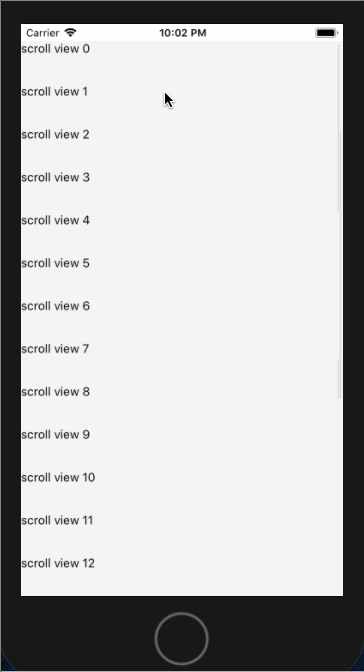 Carrier 10:02 PM
scroll view 0
scroll view 1
scroll view 2
scroll view 3
scroll view 4
scroll view 5
scroll view 6
scroll view 7
scroll view 8
scroll view 9
scroll view 10
scroll view 11
scroll view 12